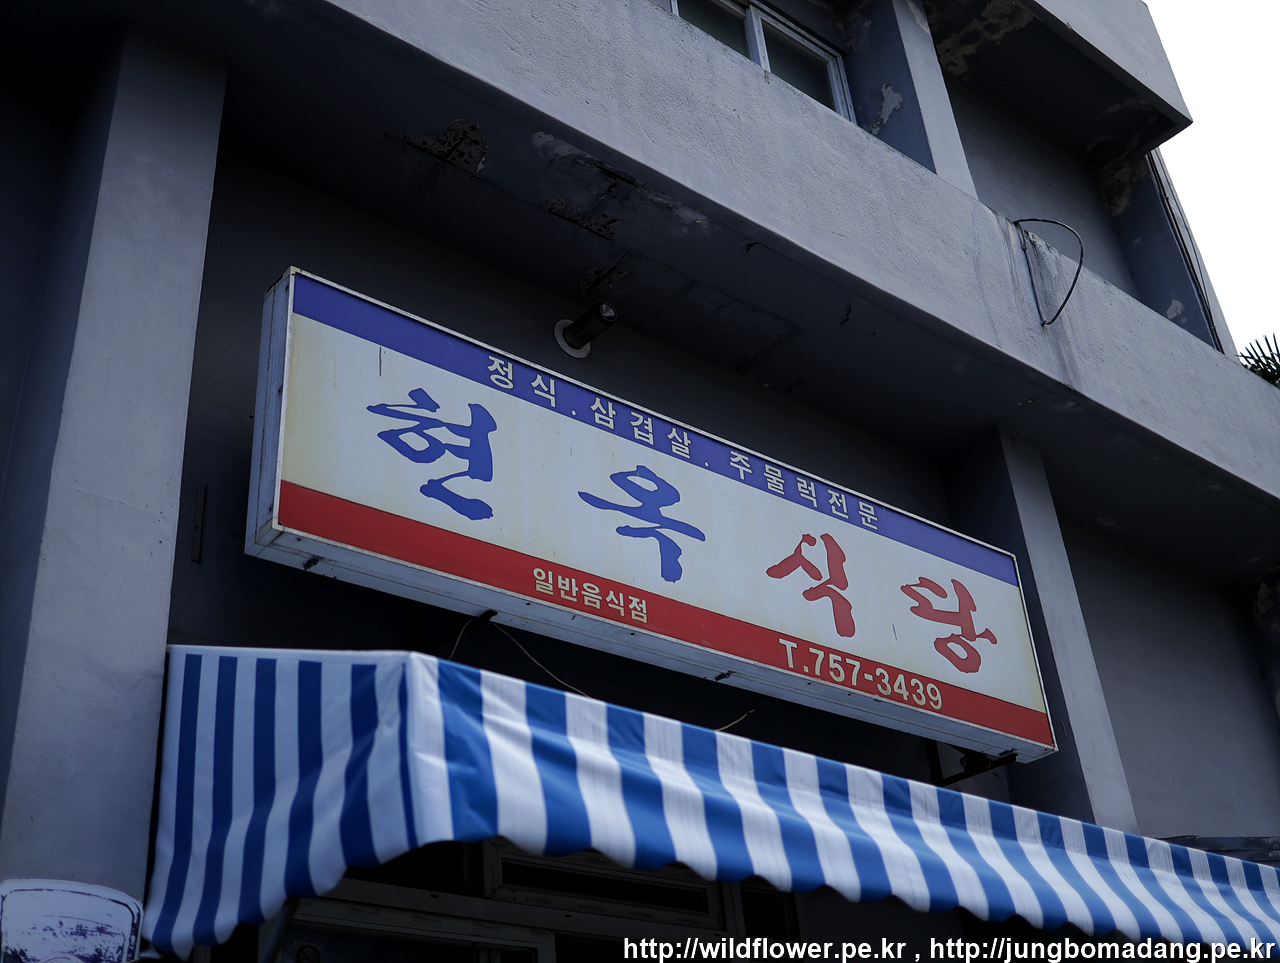 정식.삼겹살.주물럭전문
현옥식당
일반음식점
T.757-3439
http://wildflower.pe.kr , http://jungbomadang.pe.kr